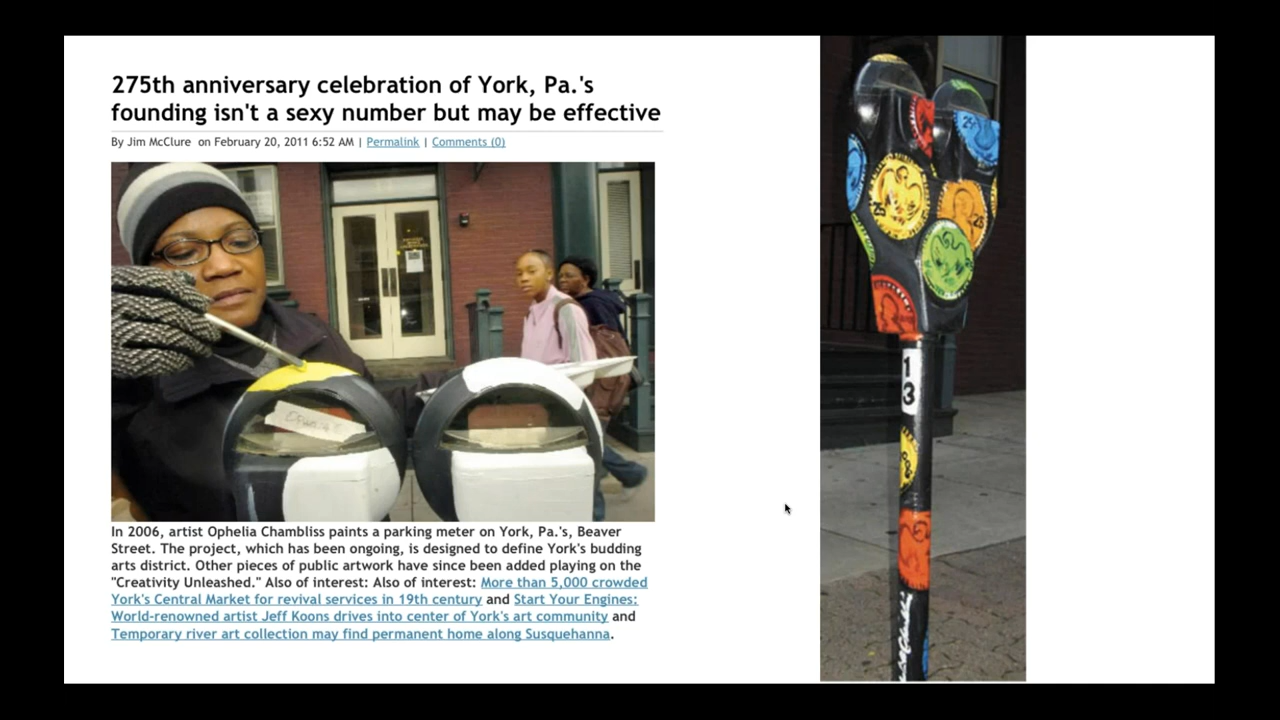 275th anniversary celebration of York, Pa.'s
founding isn't a sexy number but may be effective
By Jim McClure on February 20, 2011 6:52 AM | Permalink | Comments (0)
In 2006, artist Ophelia Chambliss paints a parking meter on York, Pa.'s, Beaver
Street. The project, which has been ongoing, is designed to define York's budding
arts district. Other pieces of public artwork have since been added playing on the
"Creativity Unleashed." Also of interest: Also of interest: More than 5,000 crowded
York's Central Market for revival services in 19th century and Start Your Engines:
World-renowned artist Jeff Koons drives into center of York's art community and
Temporary river art collection may find permanent home along Susquehanna.
25
25
25
1
3